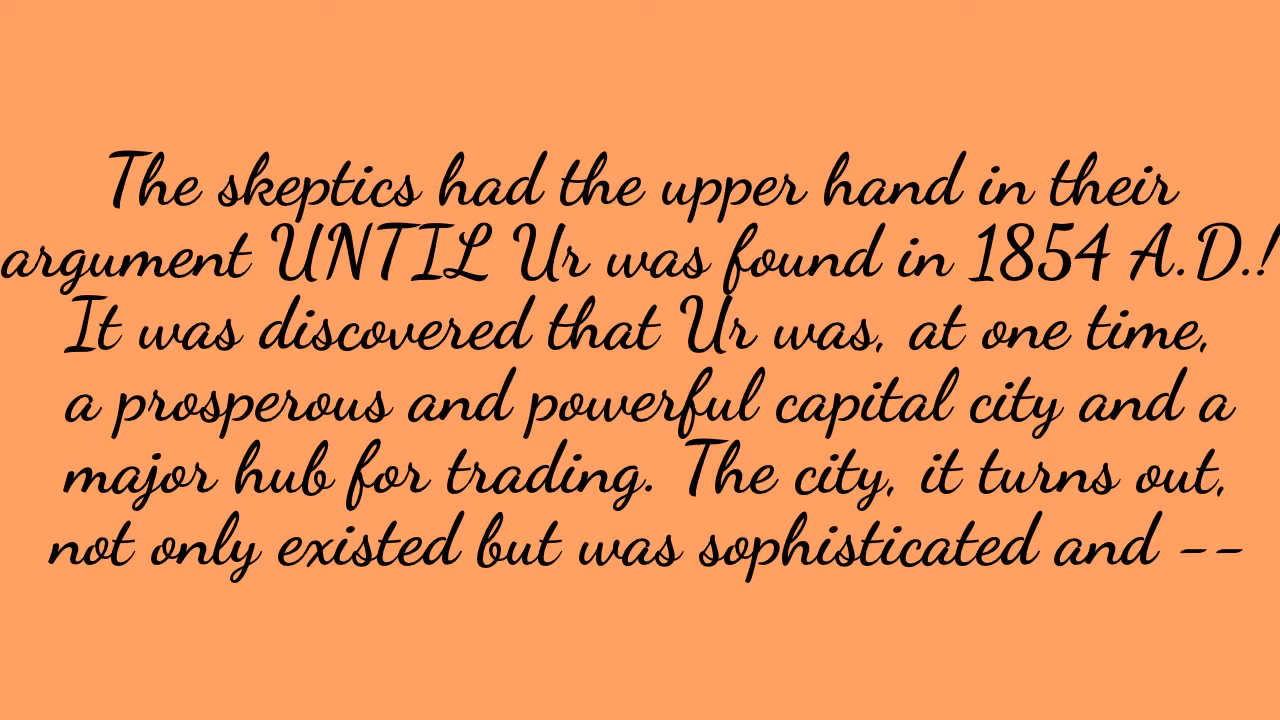 The skeptics had the upper hand in their
argument UNTIL Ur was found in 1854 A.D.!
It was discovered that Ur was, at one time,
a prosperous and powerful capital city and a
major hub for trading. The city, it turns out,
not only existed but was sophisticated and --